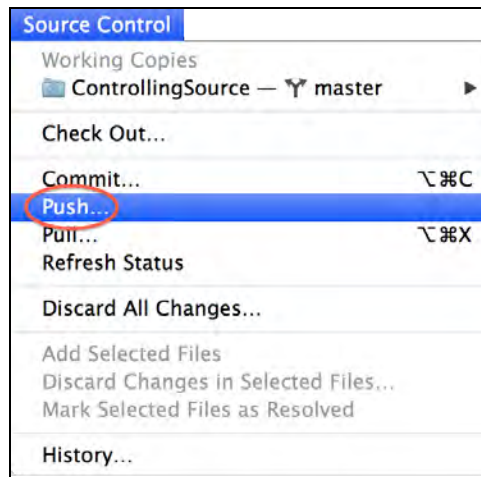 Source Control
Working Copies
ControllingSource — master
Check Out...
Commit... ⌥⌘C
Push...
Pull... ⌥⌘X
Refresh Status
Discard All Changes...
Add Selected Files
Discard Changes in Selected Files...
Mark Selected Files as Resolved
History...